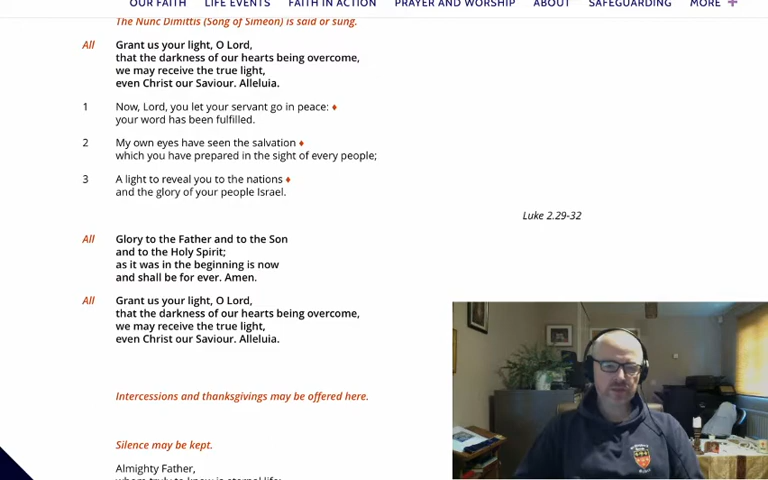 OUR FAITH LIFE EVENTS FAITH IN ACTION PRAYER AND WORSHIP ABOUT SAFEGUARDING MORE +
The Nunc Dimittis (Song of Simeon) is said or sung.
All Grant us your light, O Lord,
that the darkness of our hearts being overcome,
we may receive the true light,
even Christ our Saviour. Alleluia.
1 Now, Lord, you let your servant go in peace: ♦
your word has been fulfilled.
2 My own eyes have seen the salvation ♦
which you have prepared in the sight of every people;
3 A light to reveal you to the nations ♦
and the glory of your people Israel.
Luke 2.29-32
All Glory to the Father and to the Son
and to the Holy Spirit;
as it was in the beginning is now
and shall be for ever. Amen.
All Grant us your light, O Lord,
that the darkness of our hearts being overcome,
we may receive the true light,
even Christ our Saviour. Alleluia.
Intercessions and thanksgivings may be offered here.
Silence may be kept.
Almighty Father,
whom truly to know is eternal life: